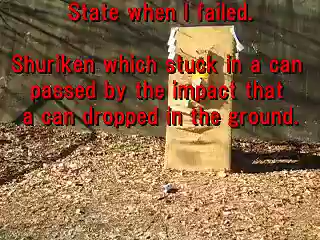 State when I failed.
Shuriken which stuck in a can
passed by the impact that
a can dropped in the ground.